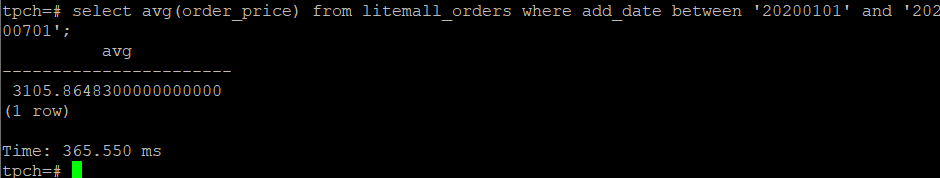 tpch=# select avg(order_price) from litemall_orders where add_date between '20200101' and '202
00701';
avg
-----------------------
3105.8648300000000000
(1 row)
Time: 365.550 ms
tpch=#